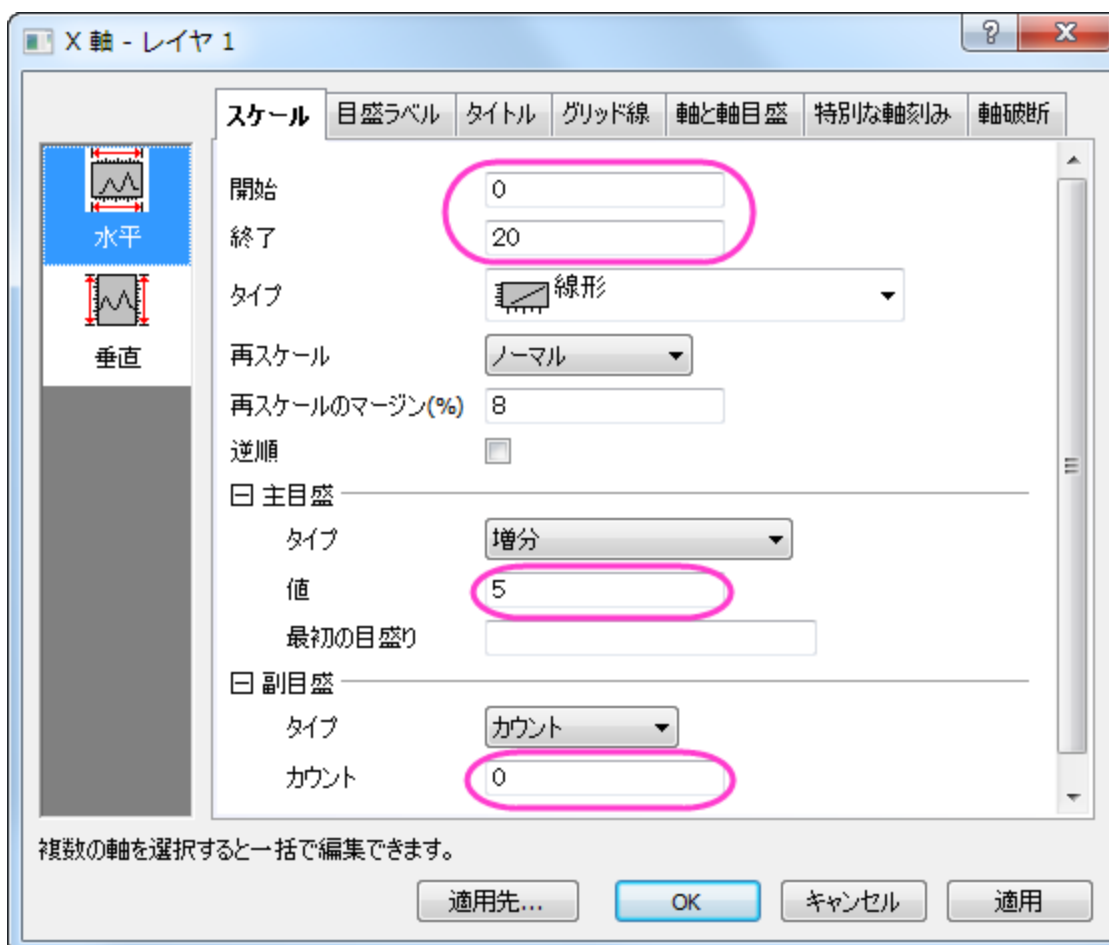 X 軸 - レイヤ 1
スケール 目盛ラベル タイトル グリッド線 軸と軸目盛 特別な軸刻み 軸破断
水平
垂直
開始 0
終了 20
タイプ 線形
再スケール ノーマル
再スケールのマージン(%) 8
逆順
主目盛
タイプ 増分
値 5
最初の目盛り
副目盛
タイプ カウント
カウント 0
複数の軸を選択すると一括で編集できます。
適用先... OK キャンセル 適用